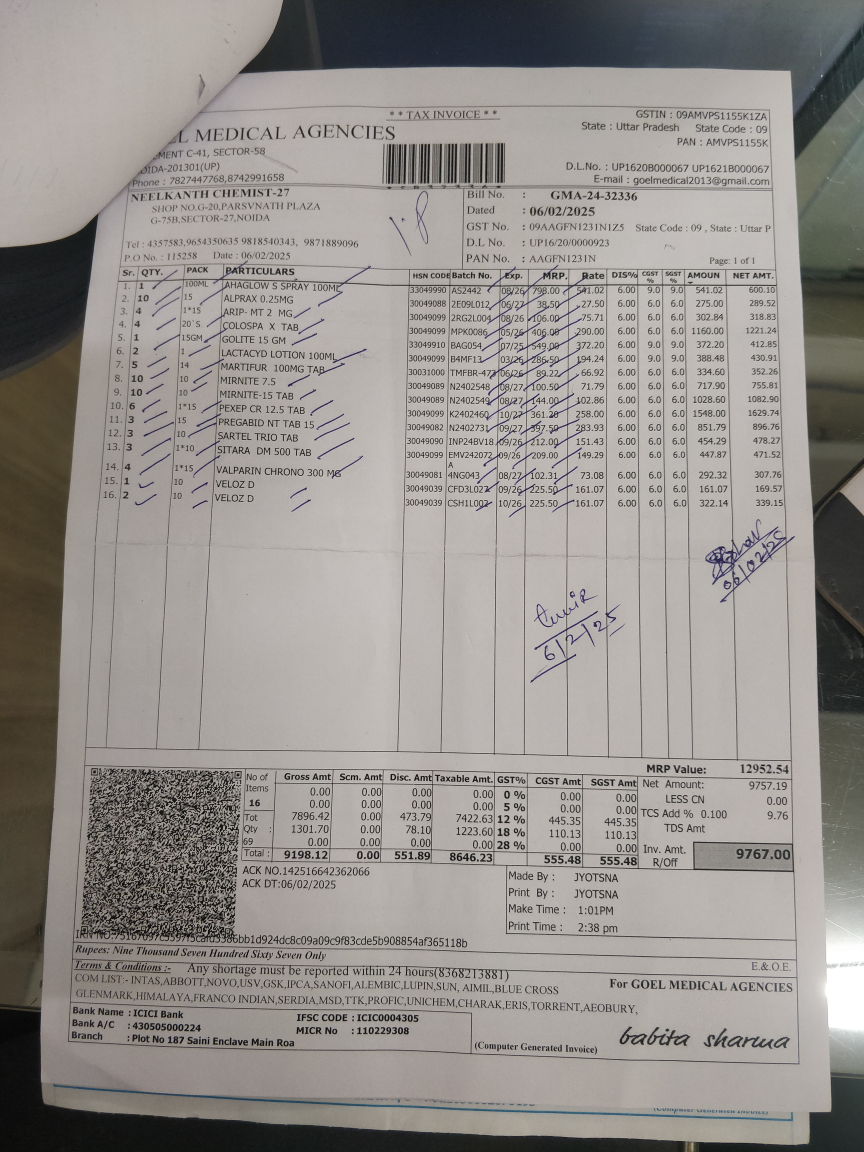 * * TAX INVOICE * *
GSTIN : 09AMVPS1155K1ZA
State : Uttar Pradesh State Code : 09
PAN : AMVPS1155K
EL MEDICAL AGENCIES
MENT C-41, SECTOR-58
OIDA-201301(UP)
Phone : 7827447768,8742991658
D.L.No. : UP1620B000067 UP1621B000067
E-mail : goelmedical2013@gmail.com
NEELKANTH CHEMIST-27
SHOP NO.G-20,PARSVNATH PLAZA
G-75B,SECTOR-27,NOIDA
Tel : 4357583,9654350635 9818540343, 9871889096
P.O No. : 115258 Date : 06/02/2025
Bill No. : GMA-24-32336
Dated : 06/02/2025
GST No. : 09AAGFN1231N1Z5 State Code : 09 , State : Uttar P
D.L No. : UP16/20/0000923
PAN No. : AAGFN1231N Page: 1 of 1
Sr. QTY. PACK PARTICULARS HSN CODE Batch No. Exp. MRP. Rate DIS% CGST % SGST % AMOUN NET AMT.
1. 1 100ML AHAGLOW S SPRAY 100ML 33049990 AS2442 08/26 798.00 541.02 6.00 9.0 9.0 541.02 600.10
2. 10 15 ALPRAX 0.25MG 30049088 2E09L012 06/27 38.50 27.50 6.00 6.0 6.0 275.00 289.52
3. 4 1*15 ARIP- MT 2 MG 30049099 2RG2L004 08/26 106.00 75.71 6.00 6.0 6.0 302.84 318.83
4. 4 20`S COLOSPA X TAB 30049099 MPK0086 05/26 406.00 290.00 6.00 6.0 6.0 1160.00 1221.24
5. 1 15GM GOLITE 15 GM 33049910 BAG054 07/25 549.00 372.20 6.00 9.0 9.0 372.20 412.85
6. 2 1 LACTACYD LOTION 100ML 30049099 B4MF13 03/26 286.50 194.24 6.00 6.0 6.0 388.48 430.91
7. 5 14 MARTIFUR 100MG TAB 30031000 TMFBR-473 06/26 89.22 66.92 6.00 6.0 6.0 334.60 352.26
8. 10 10 MIRNITE 7.5 30049089 N2402548 08/27 100.50 71.79 6.00 6.0 6.0 717.90 755.81
9. 10 10 MIRNITE-15 TAB 30049089 N2402549 08/27 144.00 102.86 6.00 6.0 6.0 1028.60 1082.90
10. 6 1*15 PEXEP CR 12.5 TAB 30049099 K2402460 10/27 361.20 258.00 6.00 6.0 6.0 1548.00 1629.74
11. 3 15 PREGABID NT TAB 15 30049082 N2402731 09/26 397.50 283.93 6.00 6.0 6.0 851.79 896.76
12. 3 10 SARTEL TRIO TAB 30049090 INP24BV18 09/26 212.00 151.43 6.00 6.0 6.0 454.29 478.27
13. 3 1*10 SITARA DM 500 TAB 30049099 EMV242072 09/26 209.00 149.29 6.00 6.0 6.0 447.87 471.52
A
14. 4 1*15 VALPARIN CHRONO 300 MG 30049081 4NG043 08/27 102.31 73.08 6.00 6.0 6.0 292.32 307.76
15. 1 10 VELOZ D 30049039 CFD3L027 09/26 225.50 161.07 6.00 6.0 6.0 161.07 169.57
16. 2 10 VELOZ D 30049039 CSH1L002 10/26 225.50 161.07 6.00 6.0 6.0 322.14 339.15
06/02/25
6/2/25
MRP Value: 12952.54
No of Items 16
Tot Qty : 69
Gross Amt Scm. Amt Disc. Amt Taxable Amt. GST% CGST Amt SGST Amt
0.00 0.00 0.00 0.00 0 % 0.00 0.00
0.00 0.00 0.00 0.00 5 % 0.00 0.00
7896.42 0.00 473.79 7422.63 12 % 445.35 445.35
1301.70 0.00 78.10 1223.60 18 % 110.13 110.13
0.00 0.00 0.00 0.00 28 % 0.00 0.00
Total : 9198.12 0.00 551.89 8646.23 555.48 555.48
Net Amount: 9757.19
LESS CN 0.00
TCS Add % 0.100 9.76
TDS Amt
Inv. Amt. R/Off 9767.00
ACK NO.142516642362066
ACK DT:06/02/2025
Made By : JYOTSNA
Print By : JYOTSNA
Make Time : 1:01PM
Print Time : 2:38 pm
Rupees: Nine Thousand Seven Hundred Sixty Seven Only
E.& O.E.
Terms & Conditions :- Any shortage must be reported within 24 hours(8368213881)
COM LIST:- INTAS,ABBOTT,NOVO,USV,GSK,IPCA,SANOFI,ALEMBIC,LUPIN,SUN, AIMIL,BLUE CROSS
GLENMARK,HIMALAYA,FRANCO INDIAN,SERDIA,MSD,TTK,PROFIC,UNICHEM,CHARAK,ERIS,TORRENT,AEOBURY,
For GOEL MEDICAL AGENCIES
Bank Name : ICICI Bank IFSC CODE : ICIC0004305
Bank A/C : 430505000224 MICR No : 110229308
Branch : Plot No 187 Saini Enclave Main Roa
(Computer Generated Invoice)
babita sharma
(Computer Generated Invoice)